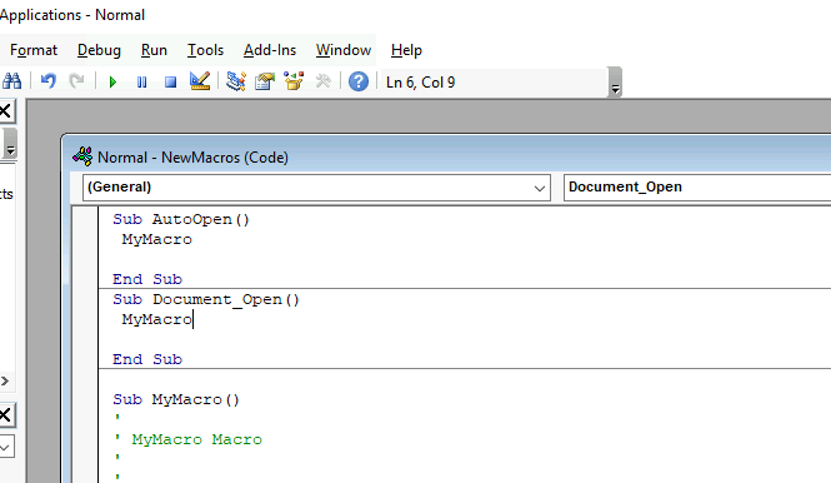 Applications - Normal
Format Debug Run Tools Add-Ins Window Help
Ln 6, Col 9
Normal - NewMacros (Code)
(General) Document_Open
Sub AutoOpen()
MyMacro
End Sub
Sub Document_Open()
MyMacro
End Sub
Sub MyMacro()
'
' MyMacro Macro
'
'